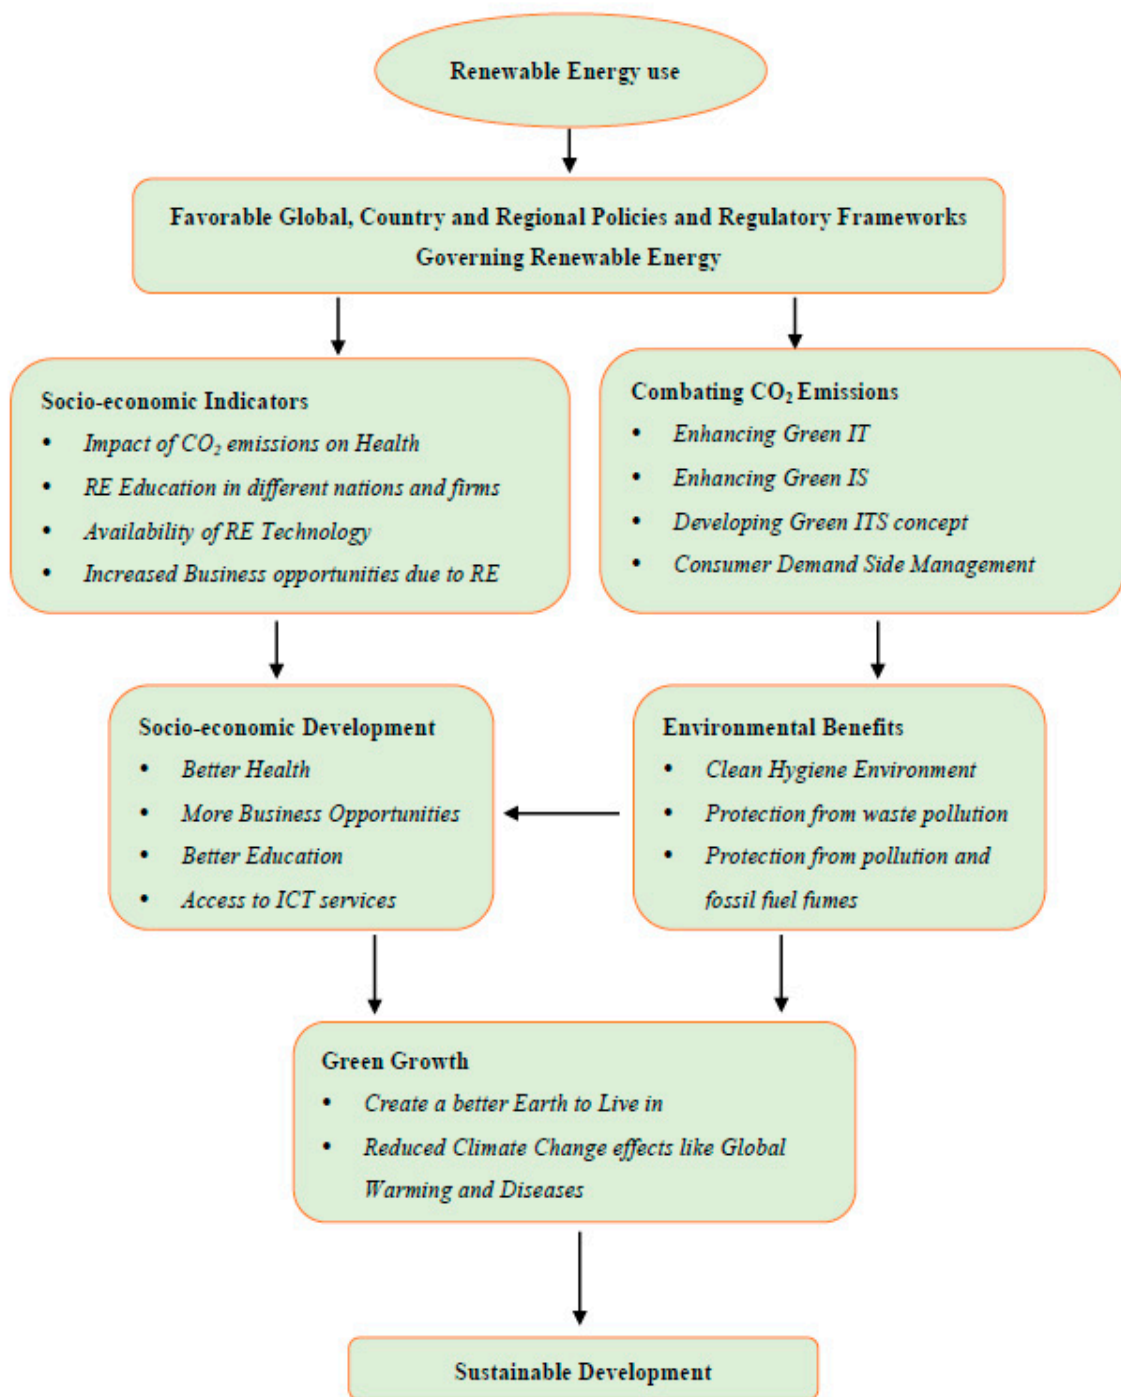 Renewable Energy use
Favorable Global, Country and Regional Policies and Regulatory Frameworks
Governing Renewable Energy
Socio-economic Indicators
• Impact of CO₂ emissions on Health
• RE Education in different nations and firms
• Availability of RE Technology
• Increased Business opportunities due to RE
Combating CO₂ Emissions
• Enhancing Green IT
• Enhancing Green IS
• Developing Green ITS concept
• Consumer Demand Side Management
Socio-economic Development
• Better Health
• More Business Opportunities
• Better Education
• Access to ICT services
Environmental Benefits
• Clean Hygiene Environment
• Protection from waste pollution
• Protection from pollution and
fossil fuel fumes
Green Growth
• Create a better Earth to Live in
• Reduced Climate Change effects like Global
Warming and Diseases
Sustainable Development